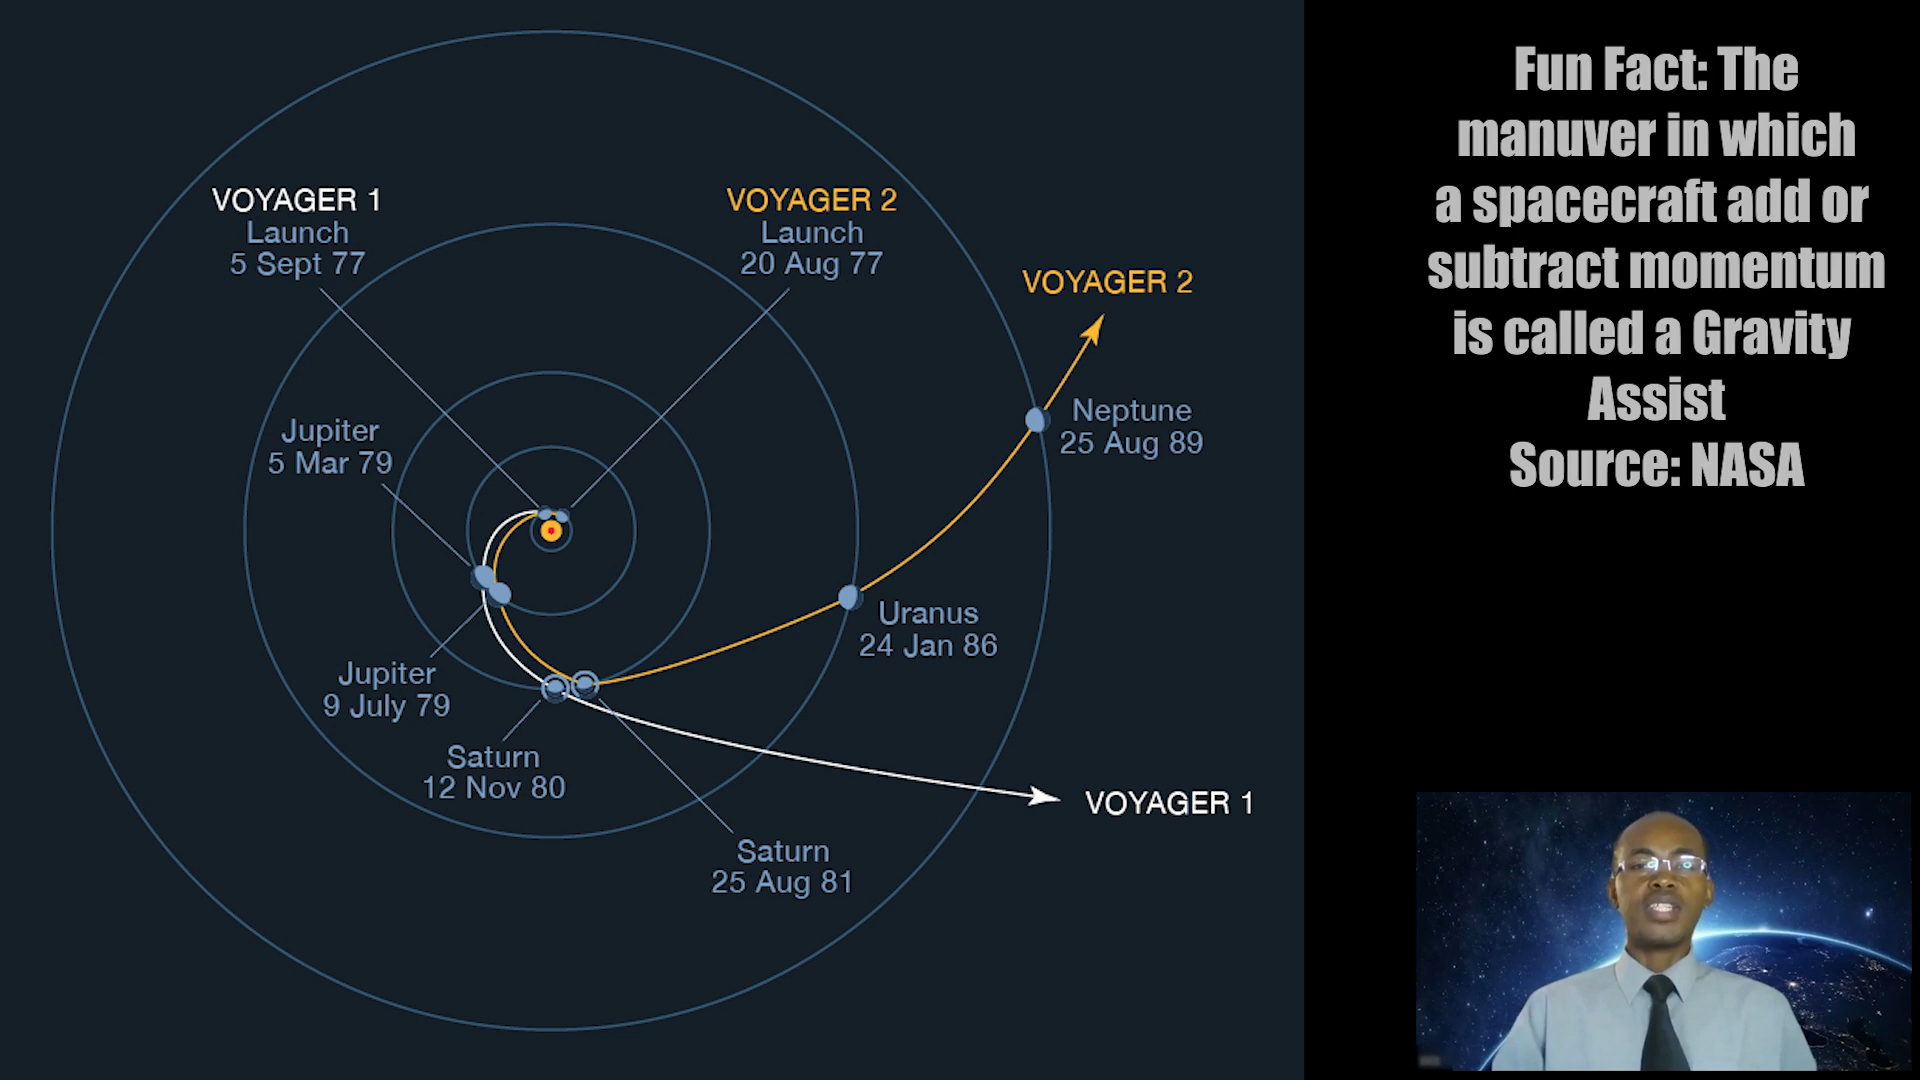 VOYAGER 1
Launch
5 Sept 77
VOYAGER 2
Launch
20 Aug 77
VOYAGER 2
Neptune
25 Aug 89
Jupiter
5 Mar 79
Uranus
24 Jan 86
Jupiter
9 July 79
Saturn
12 Nov 80
VOYAGER 1
Saturn
25 Aug 81
Fun Fact: The
manuver in which
a spacecraft add or
subtract momentum
is called a Gravity
Assist
Source: NASA